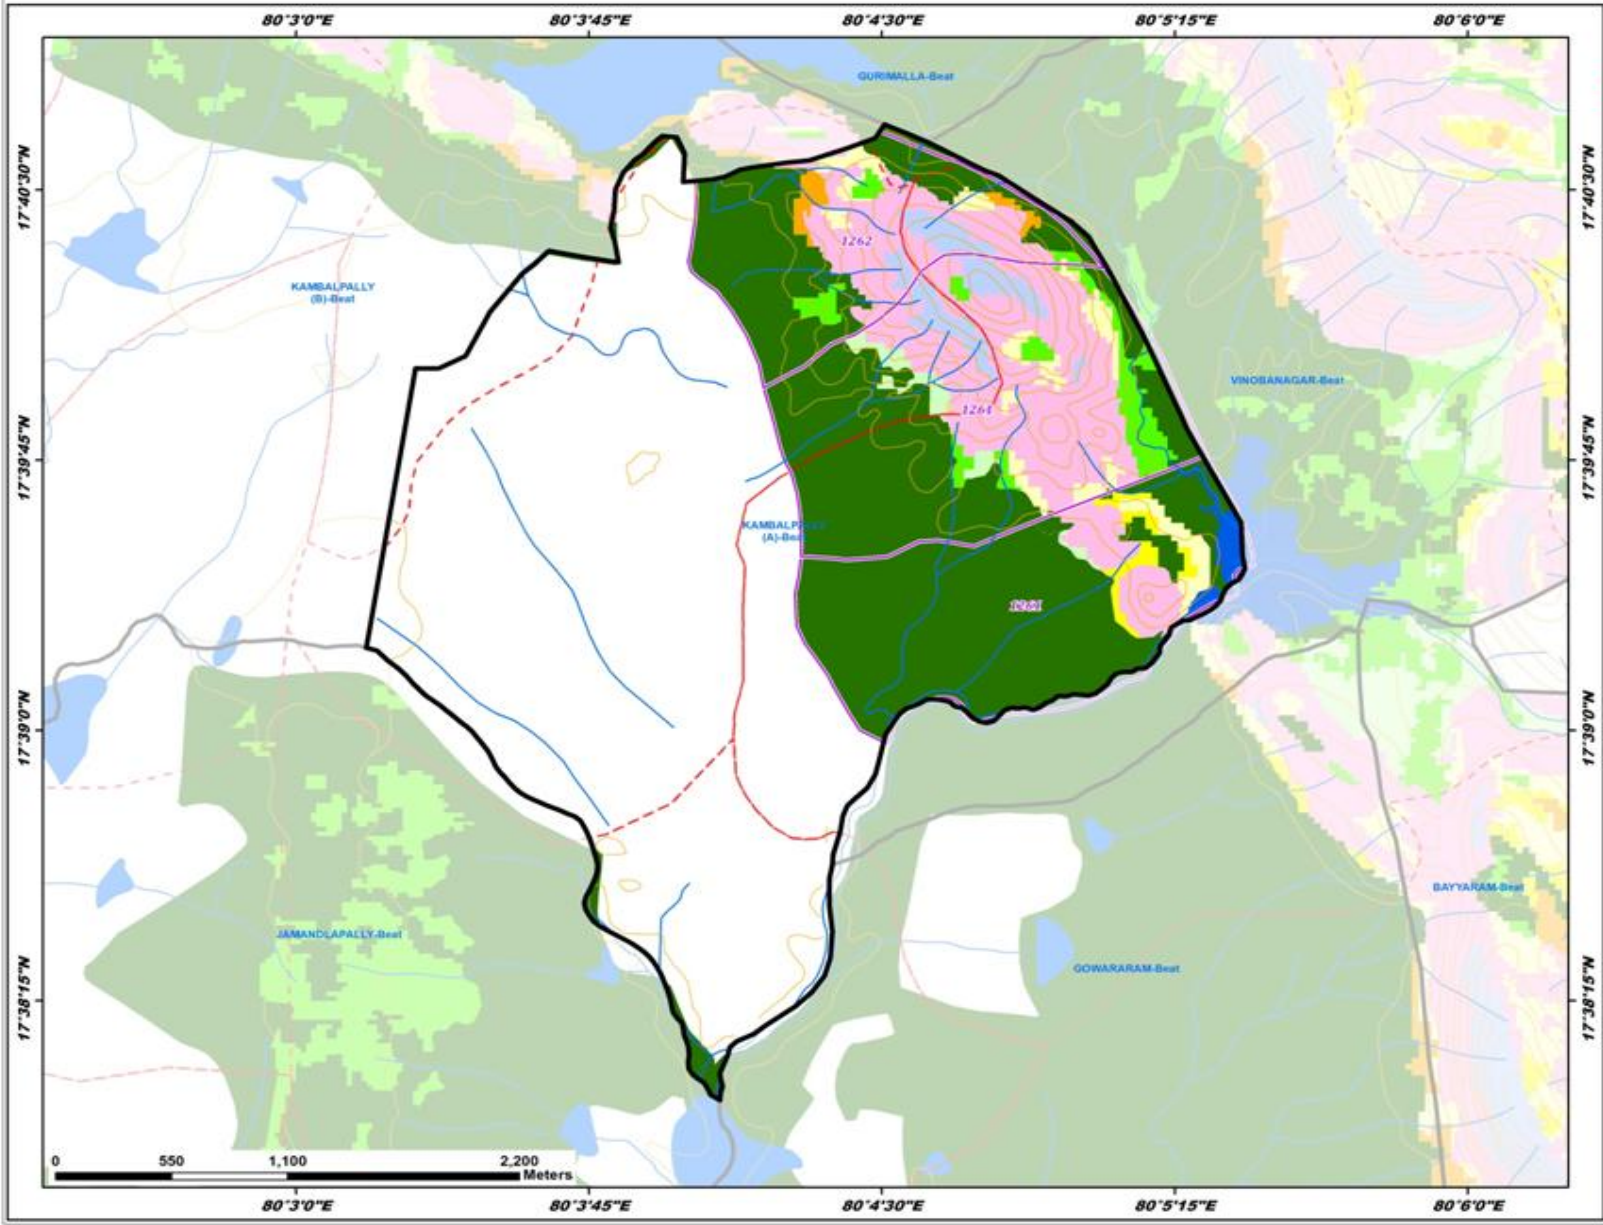 80°3'0"E 80°3'45"E 80°4'30"E 80°5'15"E 80°6'0"E
GURIMALLA-Beat
17°40'30"N 17°40'30"N
1262
KAMBALPALLY
(B)-Beat
VINOBANAGAR-Beat
1264
17°39'45"N 17°39'45"N
(A)-Beat
1261
17°39'0"N 17°39'0"N
BAYYARAM-Beat
JAMANDLAPALLY-Beat
GOWARARAM-Beat
17°38'15"N 17°38'15"N
0 550 1,100 2,200
Meters
80°3'0"E 80°3'45"E 80°4'30"E 80°5'15"E 80°6'0"E